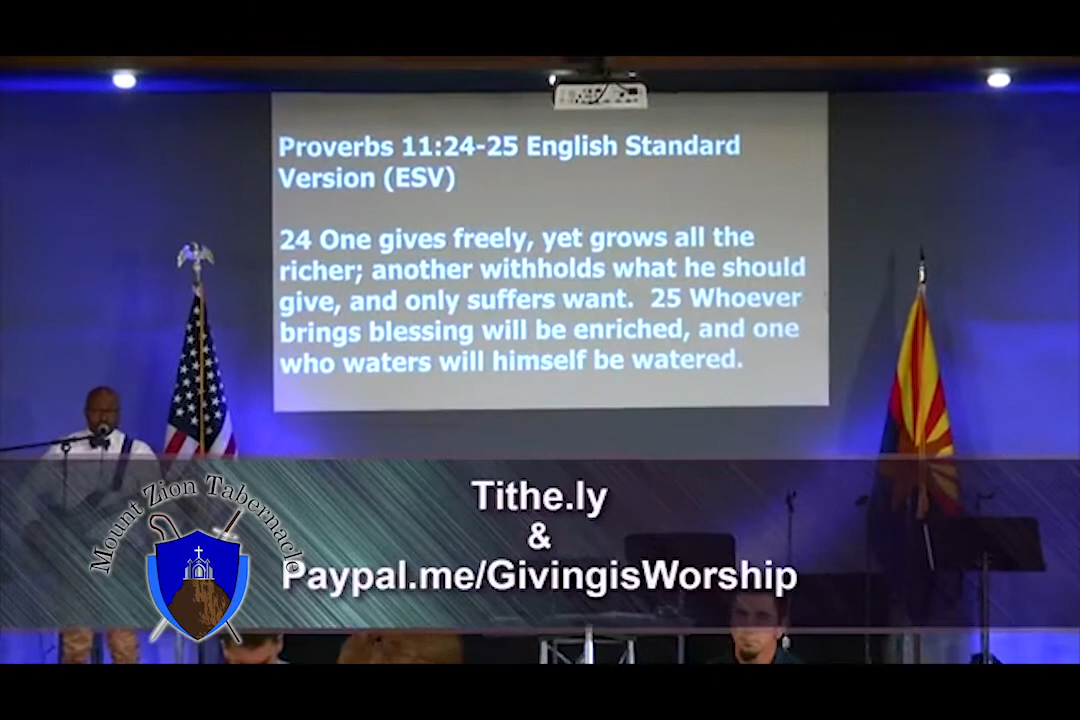 Proverbs 11:24-25 English Standard
Version (ESV)
24 One gives freely, yet grows all the
richer; another withholds what he should
give, and only suffers want.  25 Whoever
brings blessing will be enriched, and one
who waters will himself be watered.
Tithe.ly
&
Paypal.me/GivingisWorship
Mount Zion Tabernacle